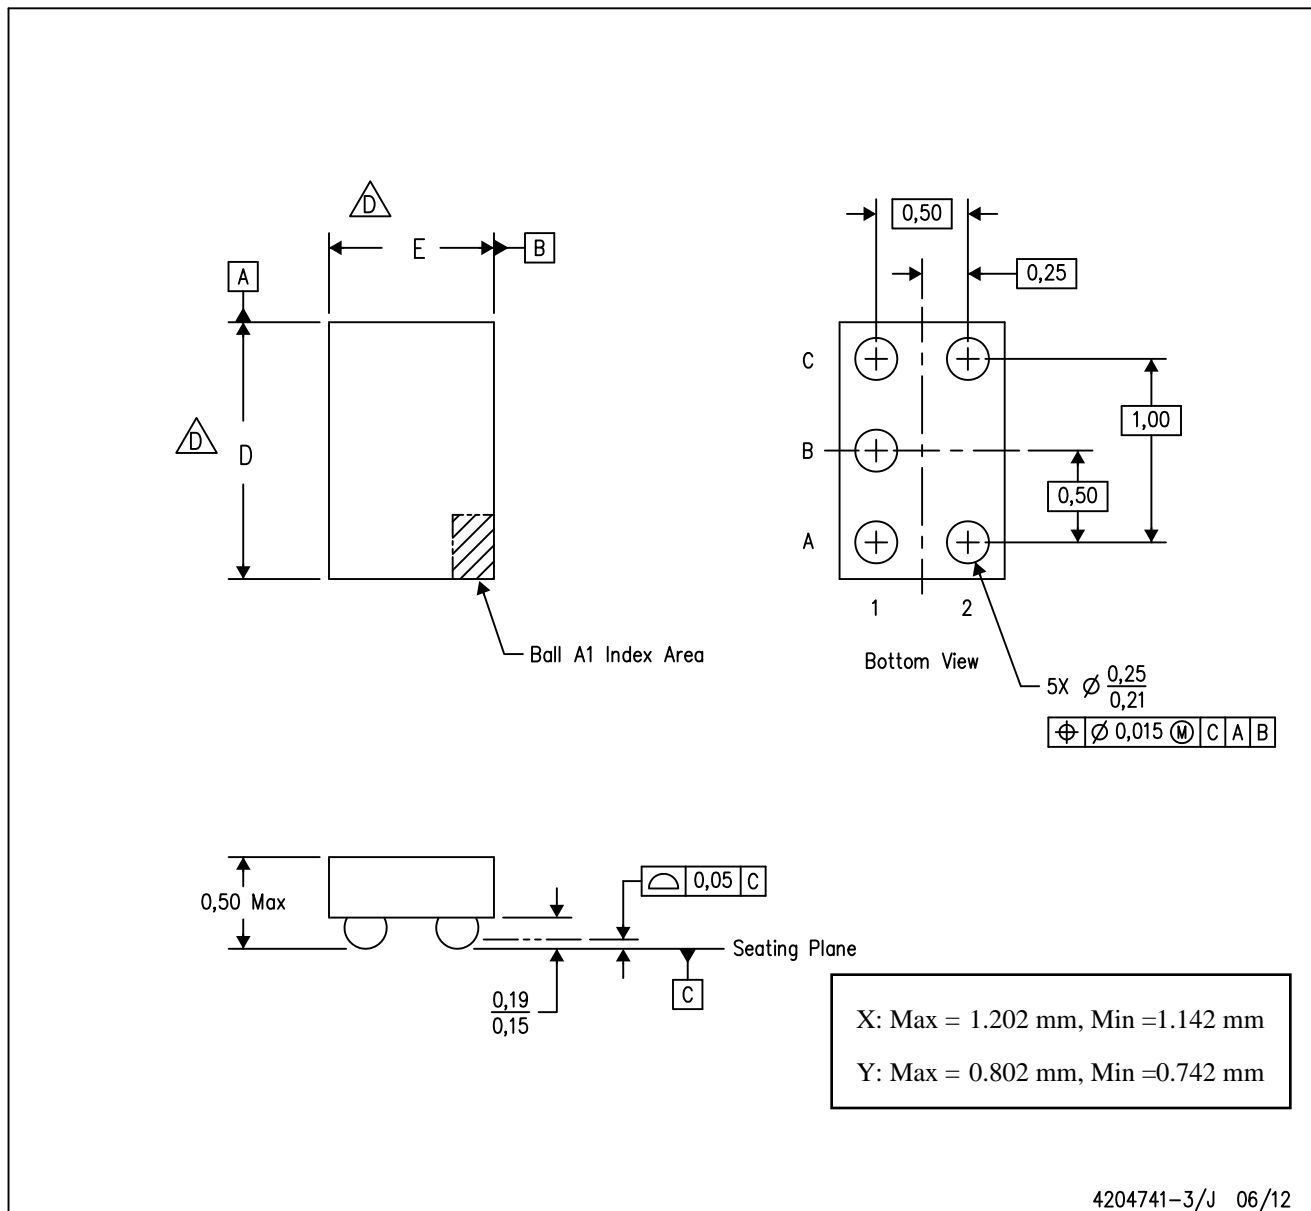 D
E
B
A
D
D
Ball A1 Index Area
0,50
0,25
C
B
A
1,00
0,50
1 2
Bottom View
5X Ø 0,25
0,21
⌖ Ø 0,015 Ⓜ C A B
0,50 Max
⌓ 0,05 C
Seating Plane
C
0,19
0,15
X: Max = 1.202 mm, Min =1.142 mm
Y: Max = 0.802 mm, Min =0.742 mm
4204741-3/J 06/12